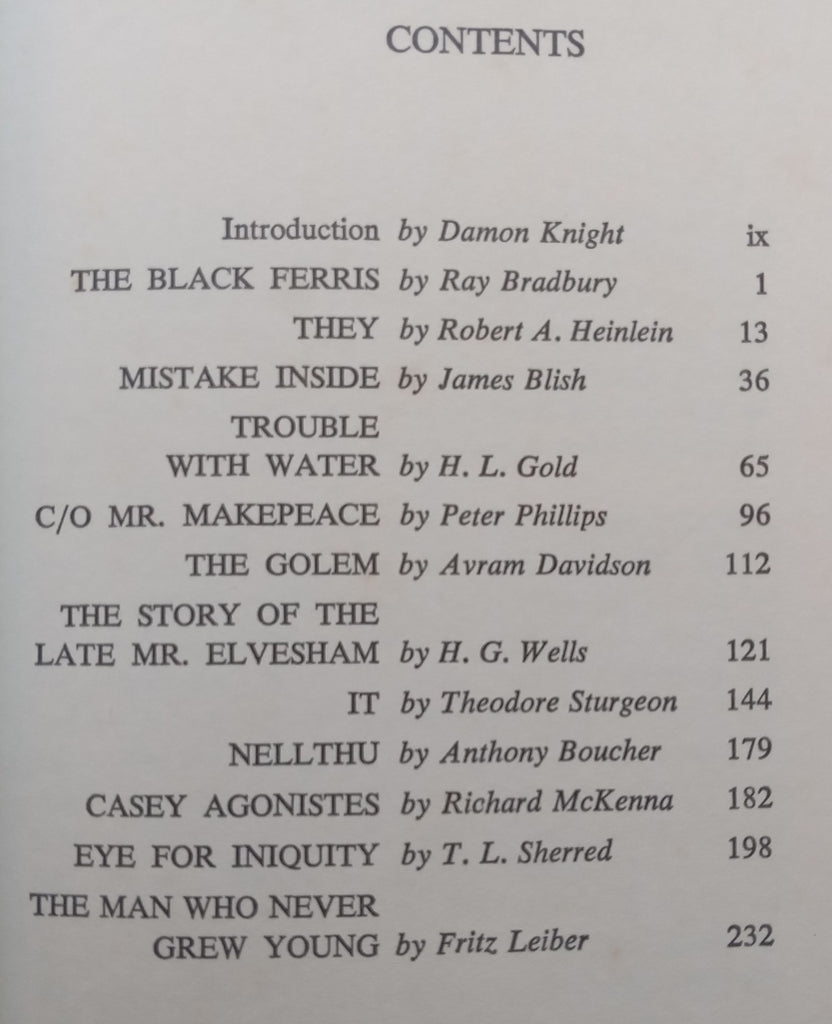 CONTENTS
Introduction by Damon Knight ix
THE BLACK FERRIS by Ray Bradbury 1
THEY by Robert A. Heinlein 13
MISTAKE INSIDE by James Blish 36
TROUBLE
WITH WATER by H. L. Gold 65
C/O MR. MAKEPEACE by Peter Phillips 96
THE GOLEM by Avram Davidson 112
THE STORY OF THE
LATE MR. ELVESHAM by H. G. Wells 121
IT by Theodore Sturgeon 144
NELLTHU by Anthony Boucher 179
CASEY AGONISTES by Richard McKenna 182
EYE FOR INIQUITY by T. L. Sherred 198
THE MAN WHO NEVER
GREW YOUNG by Fritz Leiber 232